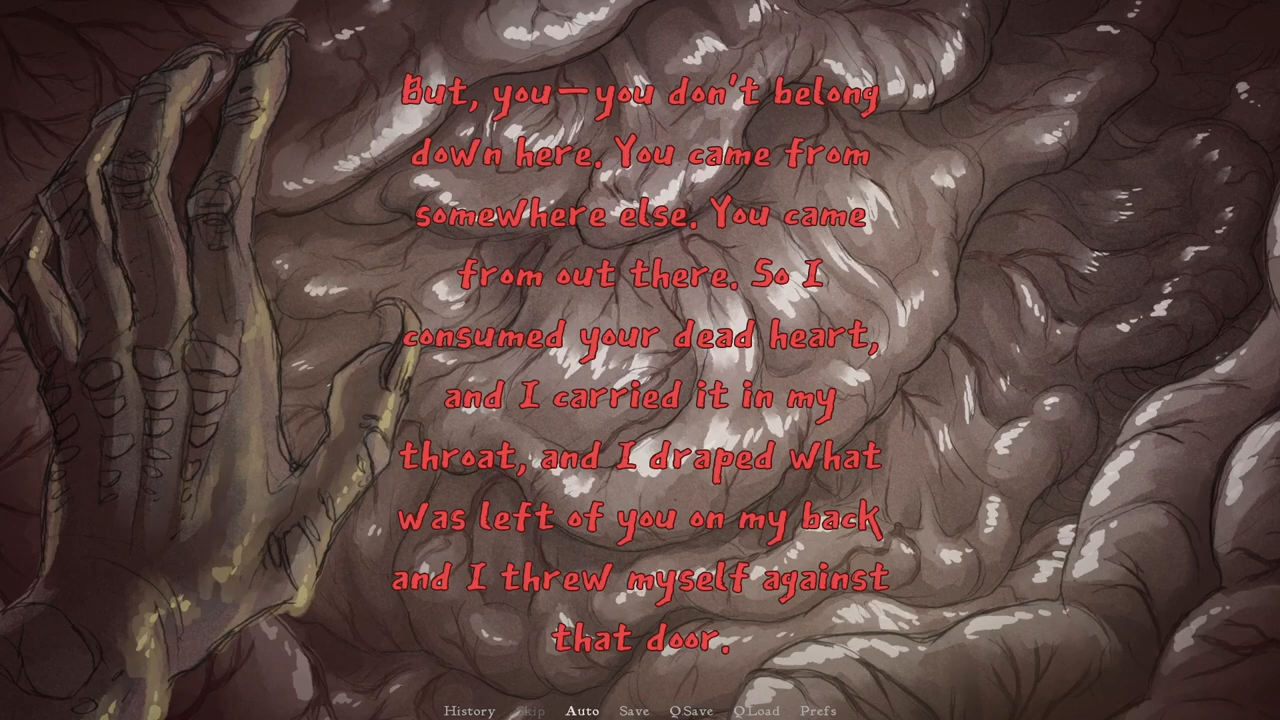 But, you—you don't belong
down here. You came from
somewhere else. You came
from out there. So I
consumed your dead heart,
and I carried it in my
throat, and I draped what
was left of you on my back
and I threw myself against
that door.
History Skip Auto Save Q.Save Q.Load Prefs